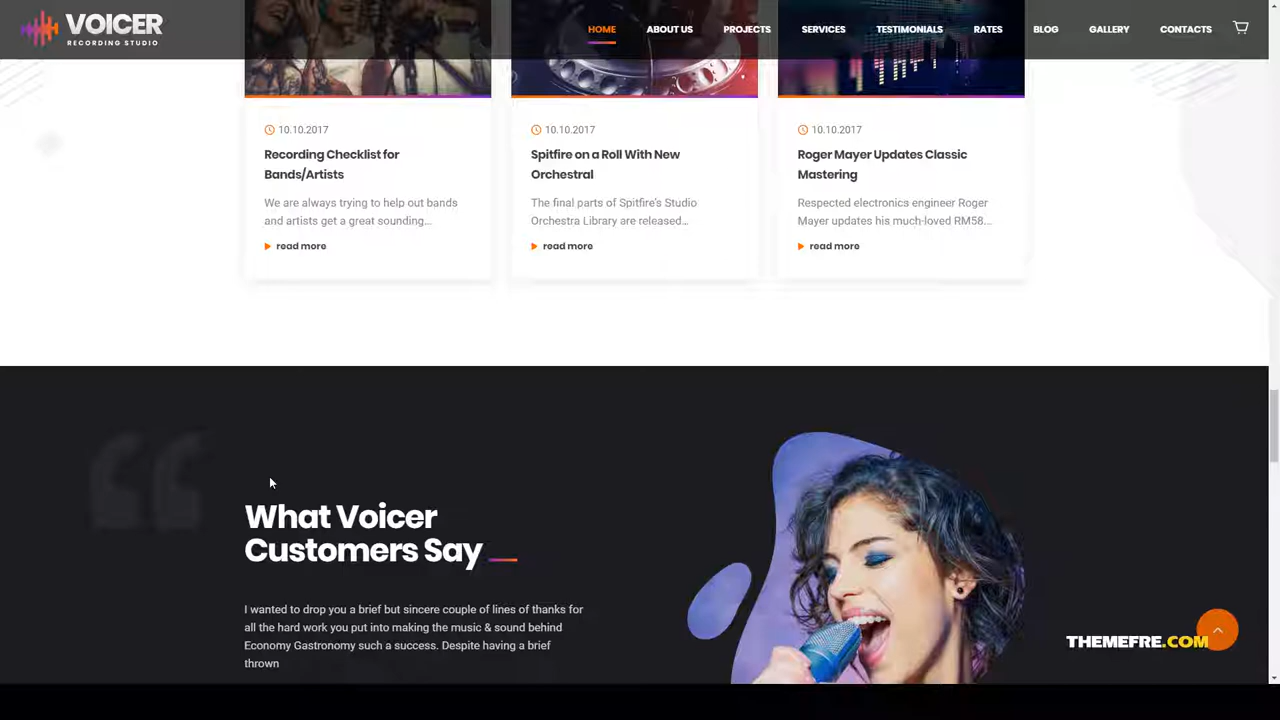 VOICER
RECORDING STUDIO
HOME ABOUT US PROJECTS SERVICES TESTIMONIALS RATES BLOG GALLERY CONTACTS
10.10.2017
Recording Checklist for
Bands/Artists
We are always trying to help out bands
and artists get a great sounding...
read more
10.10.2017
Spitfire on a Roll With New
Orchestral
The final parts of Spitfire's Studio
Orchestra Library are released...
read more
10.10.2017
Roger Mayer Updates Classic
Mastering
Respected electronics engineer Roger
Mayer updates his much-loved RM58...
read more
What Voicer
Customers Say
I wanted to drop you a brief but sincere couple of lines of thanks for
all the hard work you put into making the music & sound behind
Economy Gastronomy such a success. Despite having a brief
thrown
THEMEFRE.COM